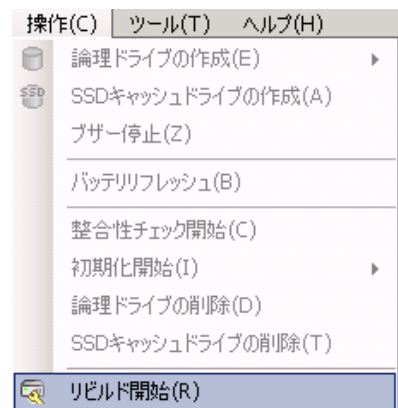 操作(C) ツール(T) ヘルプ(H)
論理ドライブの作成(E)
SSD SSDキャッシュドライブの作成(A)
ブザー停止(Z)
バッテリリフレッシュ(B)
整合性チェック開始(C)
初期化開始(I)
論理ドライブの削除(D)
SSDキャッシュドライブの削除(T)
リビルド開始(R)